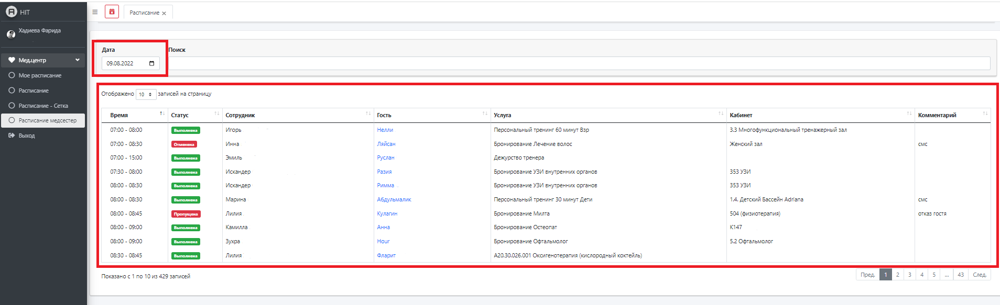 HIT
Расписание
Хадиева Фарида
Мед.центр
Мое расписание
Расписание
Расписание - Сетка
Расписание медсестер
Выход
Дата Поиск
09.08.2022
Отображено 10 записей на страницу
Время Статус Сотрудник Гость Услуга Кабинет Комментарий
07:00 - 08:00 Выполнена Игорь Нелли Персональный тренинг 60 минут Взр 3.3 Многофункциональный тренажерный зал
07:00 - 08:30 Отменена Инна Ляйсан Бронирование Лечение волос Женский зал смс
07:00 - 15:00 Выполнена Эмиль Руслан Дежурство тренера
07:30 - 08:00 Выполнена Искандер Разия Бронирование УЗИ внутренних органов 353 УЗИ
08:00 - 08:30 Выполнена Искандер Римма Бронирование УЗИ внутренних органов 353 УЗИ
08:00 - 08:30 Выполнена Марина Абдульмалик Персональный тренинг 30 минут Дети 1.4. Детский Бассейн Adriana смс
08:00 - 08:45 Пропущена Лилия Кулагин Бронирование Милта 504 (физиотерапия) отказ гостя
08:00 - 09:00 Выполнена Камилла Анна Бронирование Остеопат К147
08:00 - 09:00 Выполнена Зухра Hour Бронирование Офтальмолог 5.2 Офтальмолог
08:30 - 08:45 Выполнена Лилия Фларит А20.30.026.001 Оксигенотерапия (кислородный коктейль)
Показано с 1 по 10 из 429 записей
Пред. 1 2 3 4 5 ... 43 След.